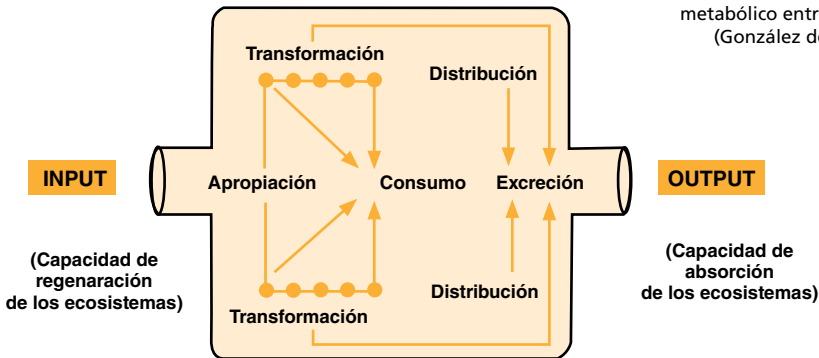 metabólico entr
(González de
Transformación
Distribución
INPUT
Apropiación
Consumo
Excreción
OUTPUT
(Capacidad de
regenaración
de los ecosistemas)
(Capacidad de
absorción
de los ecosistemas)
Distribución
Transformación